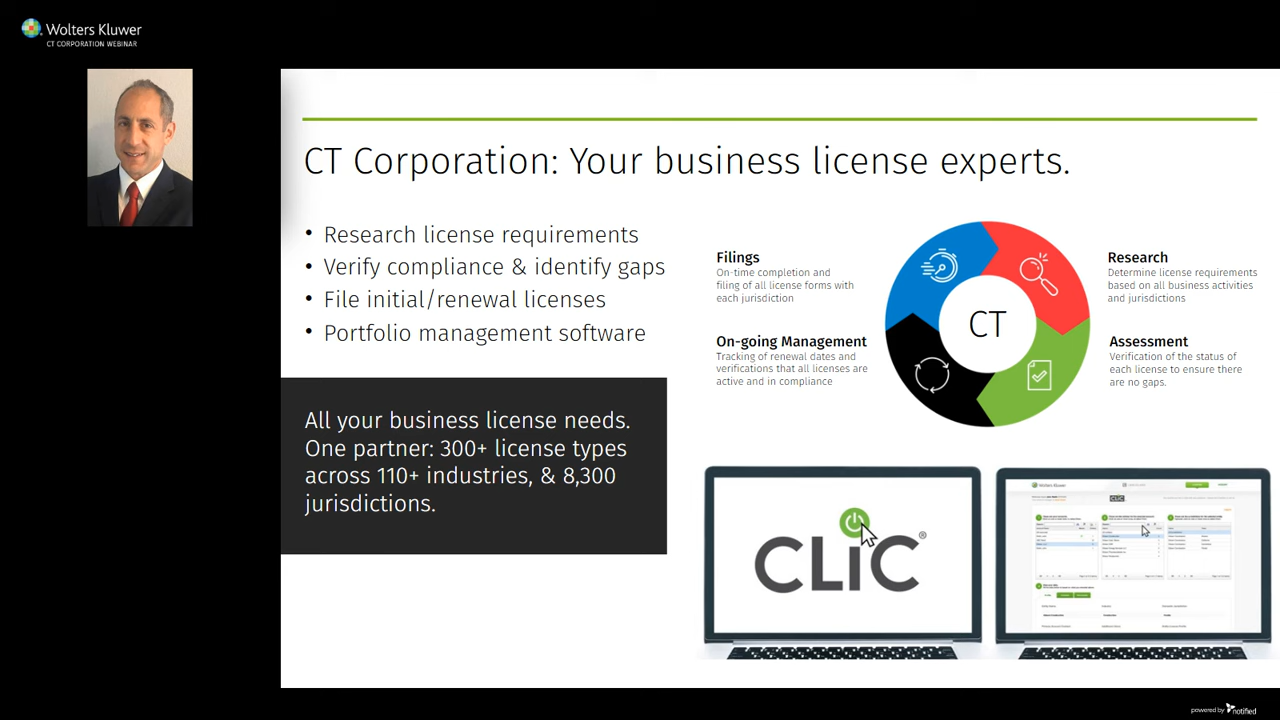 Wolters Kluwer
CT CORPORATION WEBINAR
CT Corporation: Your business license experts.
• Research license requirements
• Verify compliance & identify gaps
• File initial/renewal licenses
• Portfolio management software
All your business license needs.
One partner: 300+ license types
across 110+ industries, & 8,300
jurisdictions.
Filings
On-time completion and
filing of all license forms with
each jurisdiction
On-going Management
Tracking of renewal dates and
verifications that all licenses are
active and in compliance
CT
Research
Determine license requirements
based on all business activities
and jurisdictions
Assessment
Verification of the status of
each license to ensure there
are no gaps.
CLiC®
Wolters Kluwer
CLiC
powered by notified